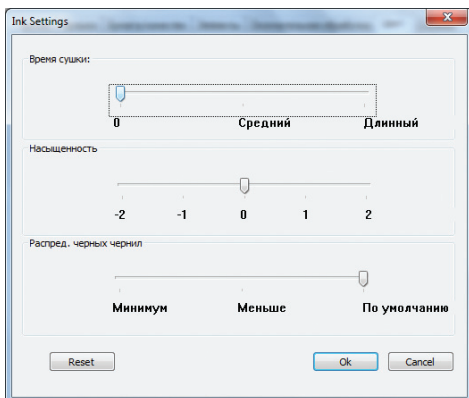 Ink Settings
Время сушки:
0 Средний Длинный
Насыщенность
-2 -1 0 1 2
Распред. черных чернил
Минимум Меньше По умолчанию
Reset Ok Cancel